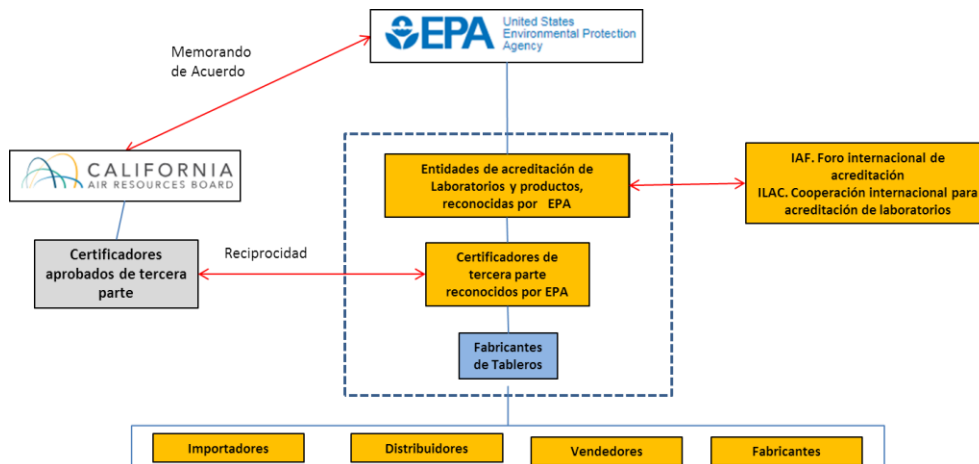 EPA
United States
Environmental Protection
Agency
Memorando
de Acuerdo
CALIFORNIA
AIR RESOURCES BOARD
Entidades de acreditación de
Laboratorios y productos,
reconocidas por EPA
IAF. Foro internacional de
acreditación
ILAC. Cooperación internacional para
acreditación de laboratorios
Certificadores
aprobados de tercera
parte
Reciprocidad
Certificadores de
tercera parte
reconocidos por EPA
Fabricantes
de Tableros
Importadores
Distribuidores
Vendedores
Fabricantes